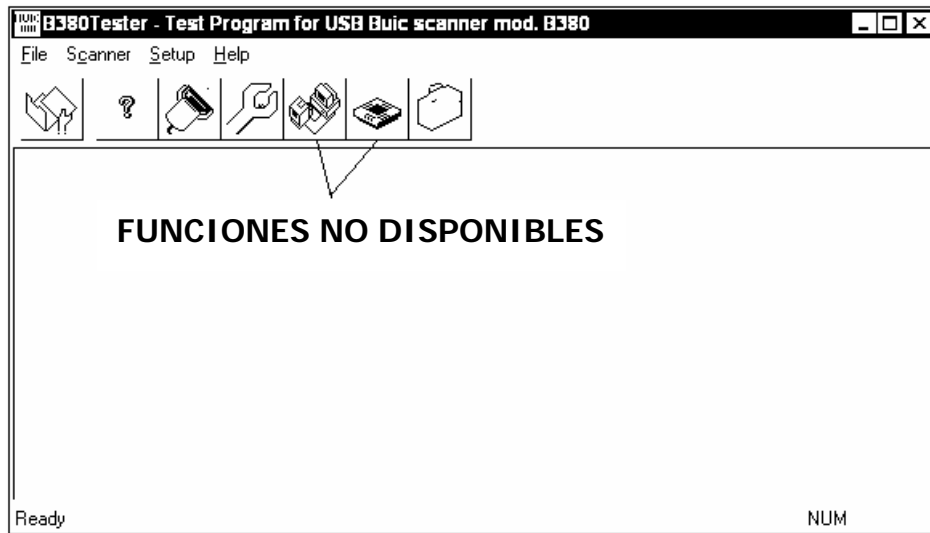 B380Tester - Test Program for USB Buic scanner mod. B380
File Scanner Setup Help
?
FUNCIONES NO DISPONIBLES
Ready NUM